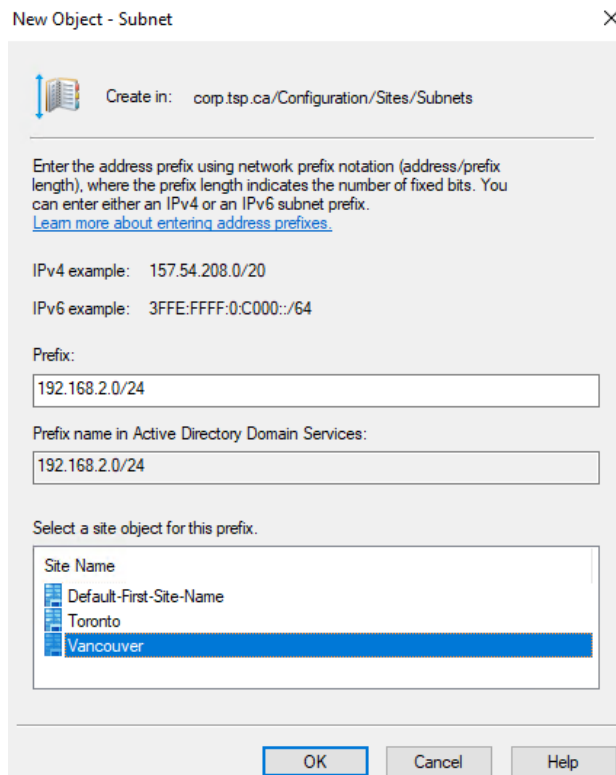 New Object - Subnet
Create in: corp.tsp.ca/Configuration/Sites/Subnets
Enter the address prefix using network prefix notation (address/prefix
length), where the prefix length indicates the number of fixed bits. You
can enter either an IPv4 or an IPv6 subnet prefix.
Learn more about entering address prefixes.
IPv4 example: 157.54.208.0/20
IPv6 example: 3FFE:FFFF:0:C000::/64
Prefix:
192.168.2.0/24
Prefix name in Active Directory Domain Services:
192.168.2.0/24
Select a site object for this prefix.
Site Name
Default-First-Site-Name
Toronto
Vancouver
OK Cancel Help